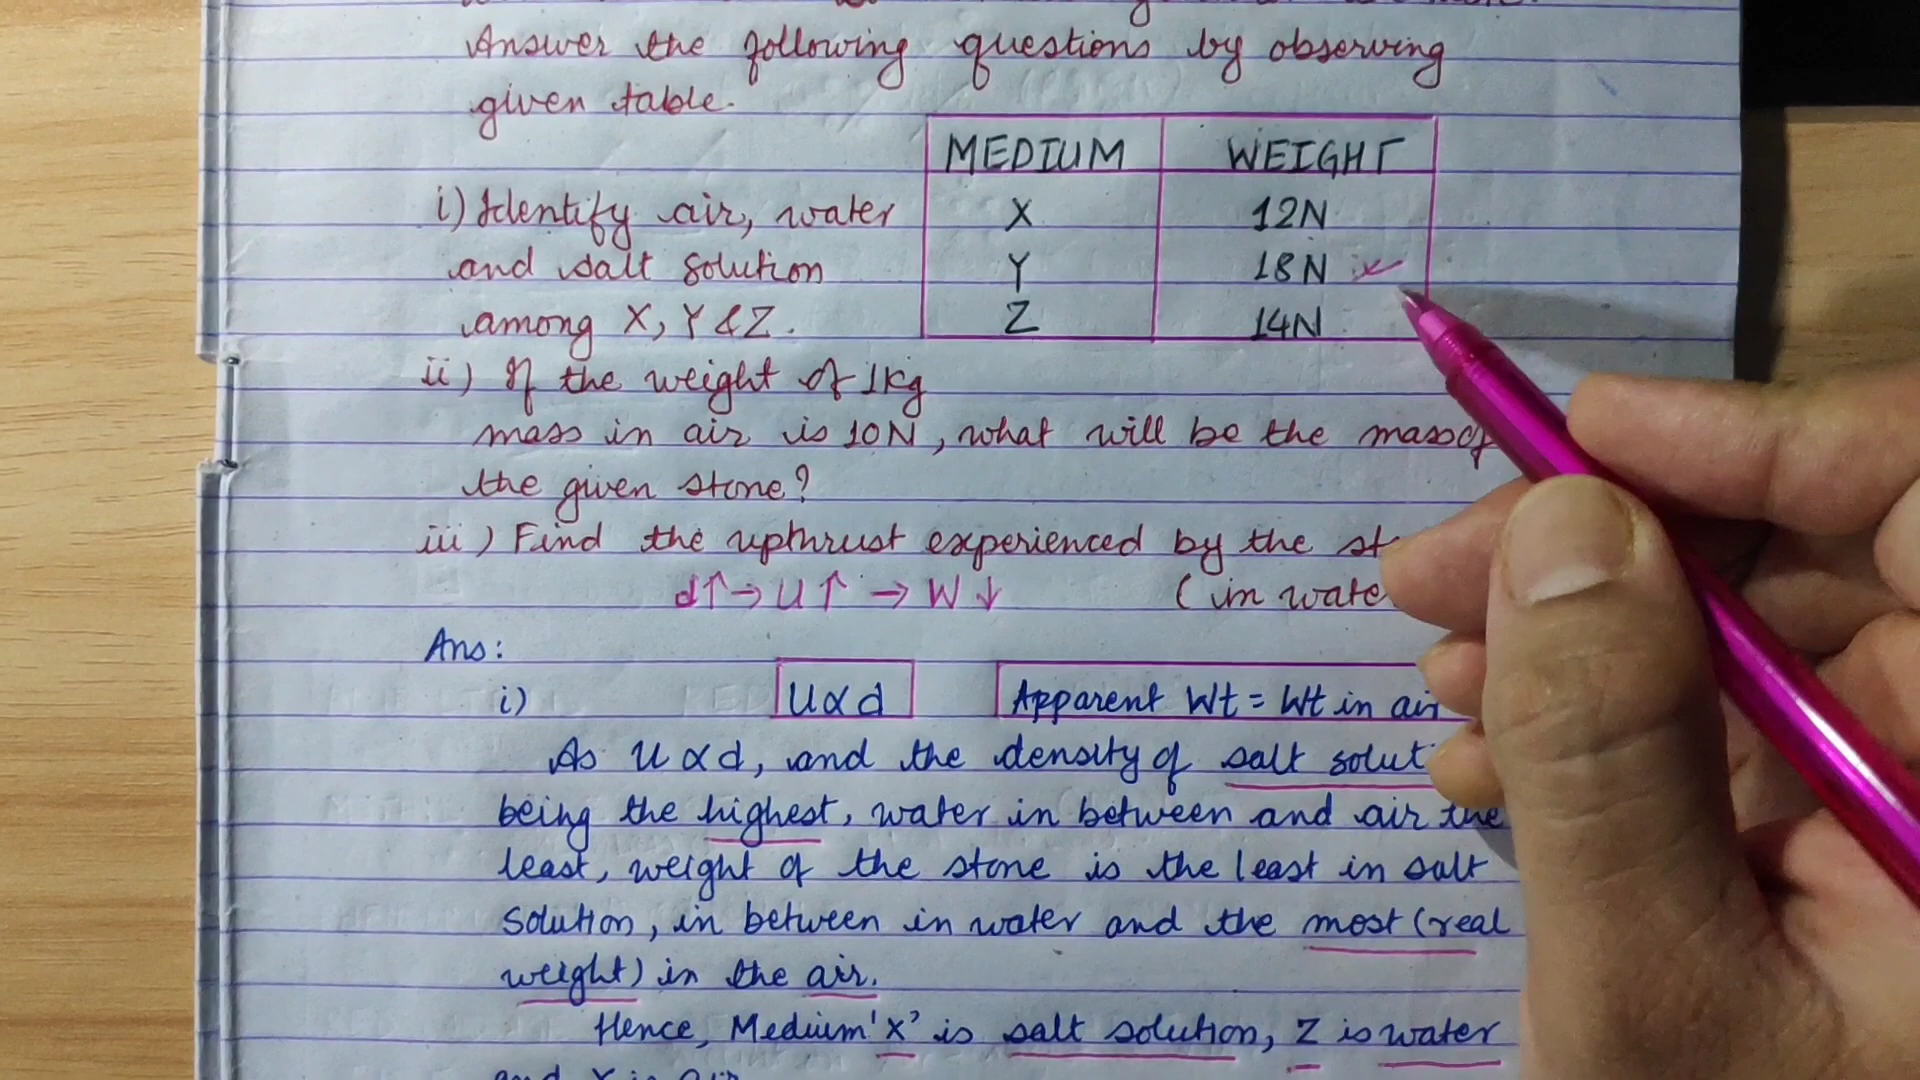 Answer the following questions by observing
given table.
MEDIUM WEIGHT
X 12N
Y 18N
Z 14N
i) Identify air, water
and salt solution
among X, Y & Z.
ii) If the weight of 1kg
mass in air is 10N, what will be the mass of
the given stone?
iii) Find the upthrust experienced by the
d↑→U↑→W↓ (in wate
Ans:
i) U∝d Apparent Wt = Wt in air
As U∝d, and the density of salt solut
being the highest, water in between and air the
least, weight of the stone is the least in salt
solution, in between in water and the most (real
weight) in the air.
Hence, Medium 'X' is salt solution, Z is water
and Y is air